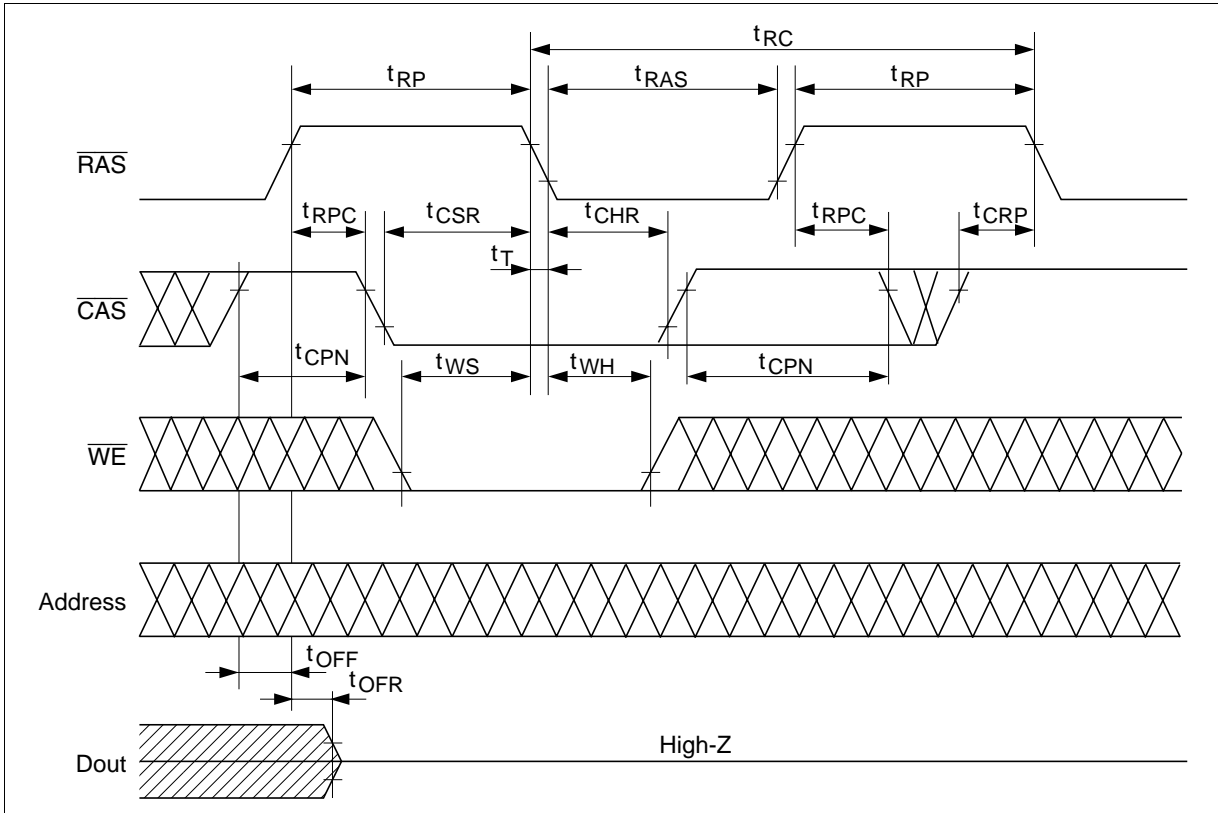 tRC
tRP tRAS tRP
RAS
tRPC tCSR tCHR tRPC tCRP
tT
CAS
tCPN tWS tWH tCPN
WE
Address
tOFF
tOFR
High-Z
Dout